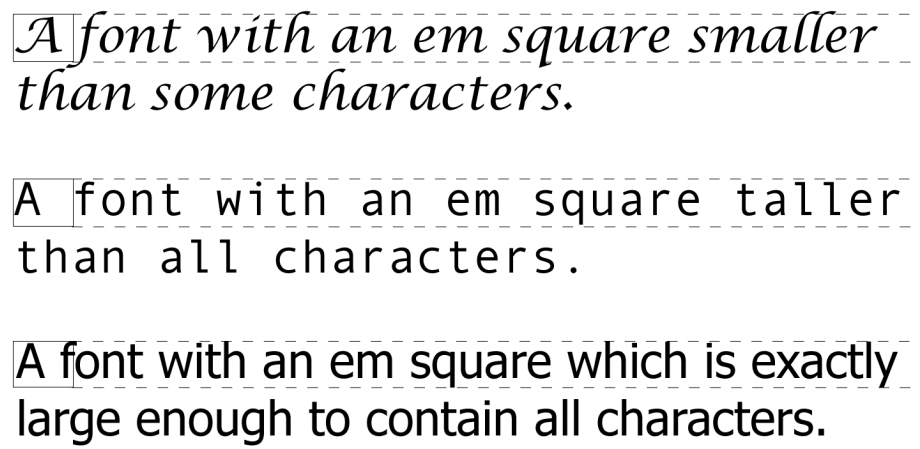 A font with an em square smaller
than some characters.
A font with an em square taller
than all characters.
A font with an em square which is exactly
large enough to contain all characters.